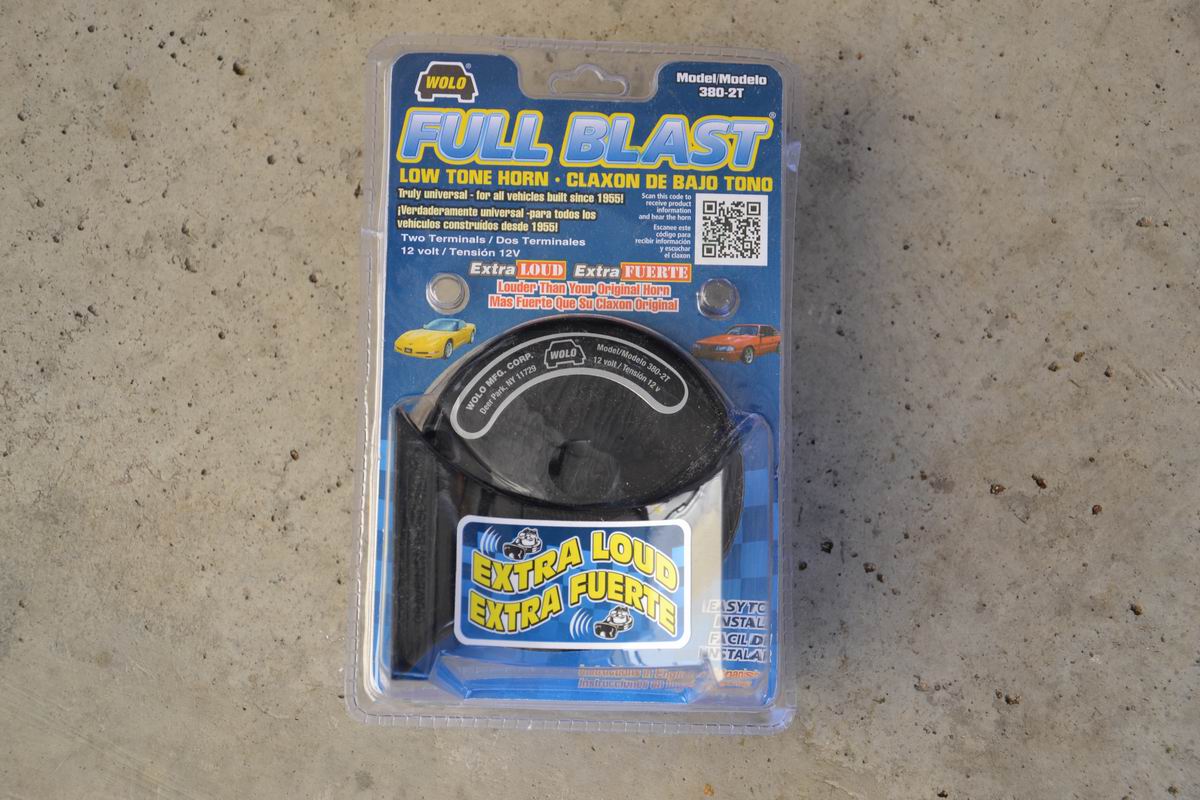 WOLO
Model/Modelo
380-2T
FULL BLAST®
LOW TONE HORN · CLAXON DE BAJO TONO
Truly universal - for all vehicles built since 1955!
¡Verdaderamente universal -para todos los
vehículos construidos desde 1955!
Two Terminals / Dos Terminales
12 volt / Tensión 12V
Scan this code to
receive product
information
and hear the horn
Escanee este
código para
recibir información
y escuchar
el claxon
Extra LOUD Extra FUERTE
Louder Than Your Original Horn
Mas Fuerte Que Su Claxon Original
WOLO MFG. CORP.
Deer Park, NY 11729
WOLO
Model/Modelo 380-2T
12 volt / Tensión 12 v
EXTRA LOUD
EXTRA FUERTE
EASY TO
INSTAL
FACIL D
INSTALA
Instructions in
Instrucciones